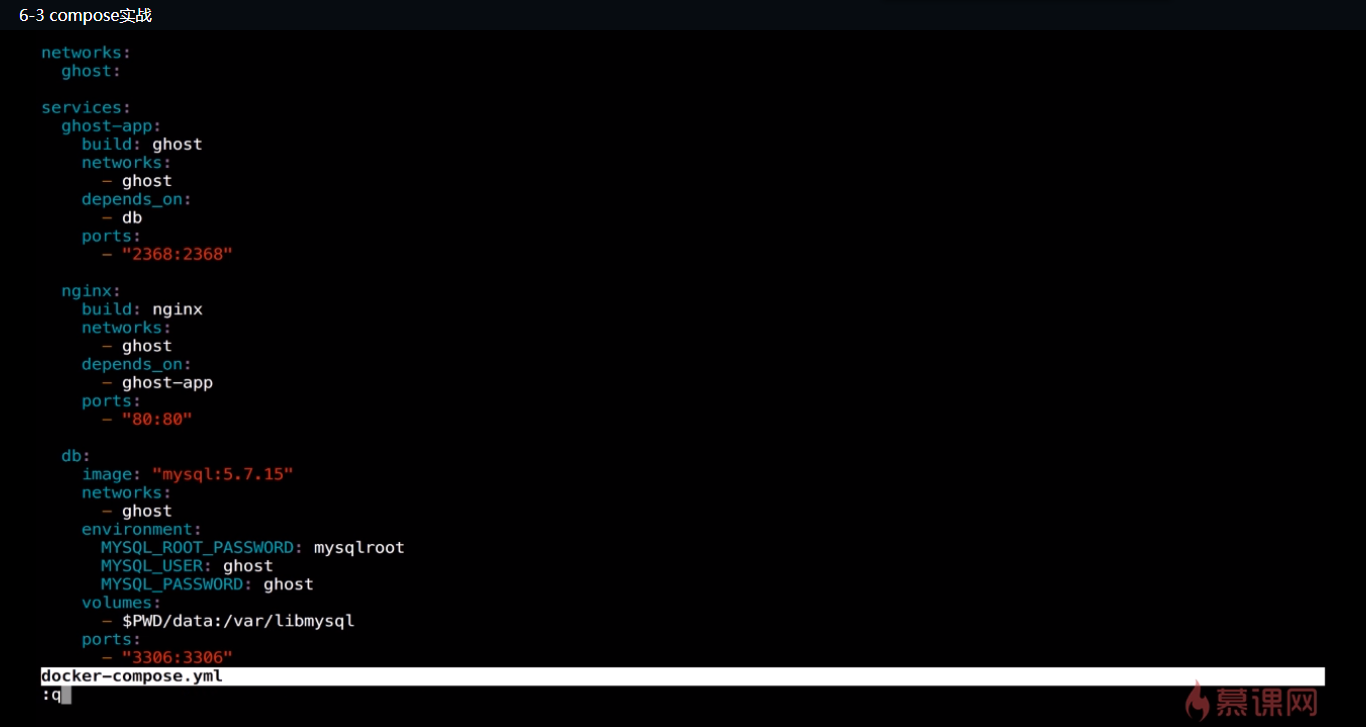 6-3 compose实战
networks:
  ghost:

services:
  ghost-app:
    build: ghost
    networks:
      - ghost
    depends_on:
      - db
    ports:
      - "2368:2368"

  nginx:
    build: nginx
    networks:
      - ghost
    depends_on:
      - ghost-app
    ports:
      - "80:80"

  db:
    image: "mysql:5.7.15"
    networks:
      - ghost
    environment:
      MYSQL_ROOT_PASSWORD: mysqlroot
      MYSQL_USER: ghost
      MYSQL_PASSWORD: ghost
    volumes:
      - $PWD/data:/var/libmysql
    ports:
      - "3306:3306"
docker-compose.yml
:q
慕课网